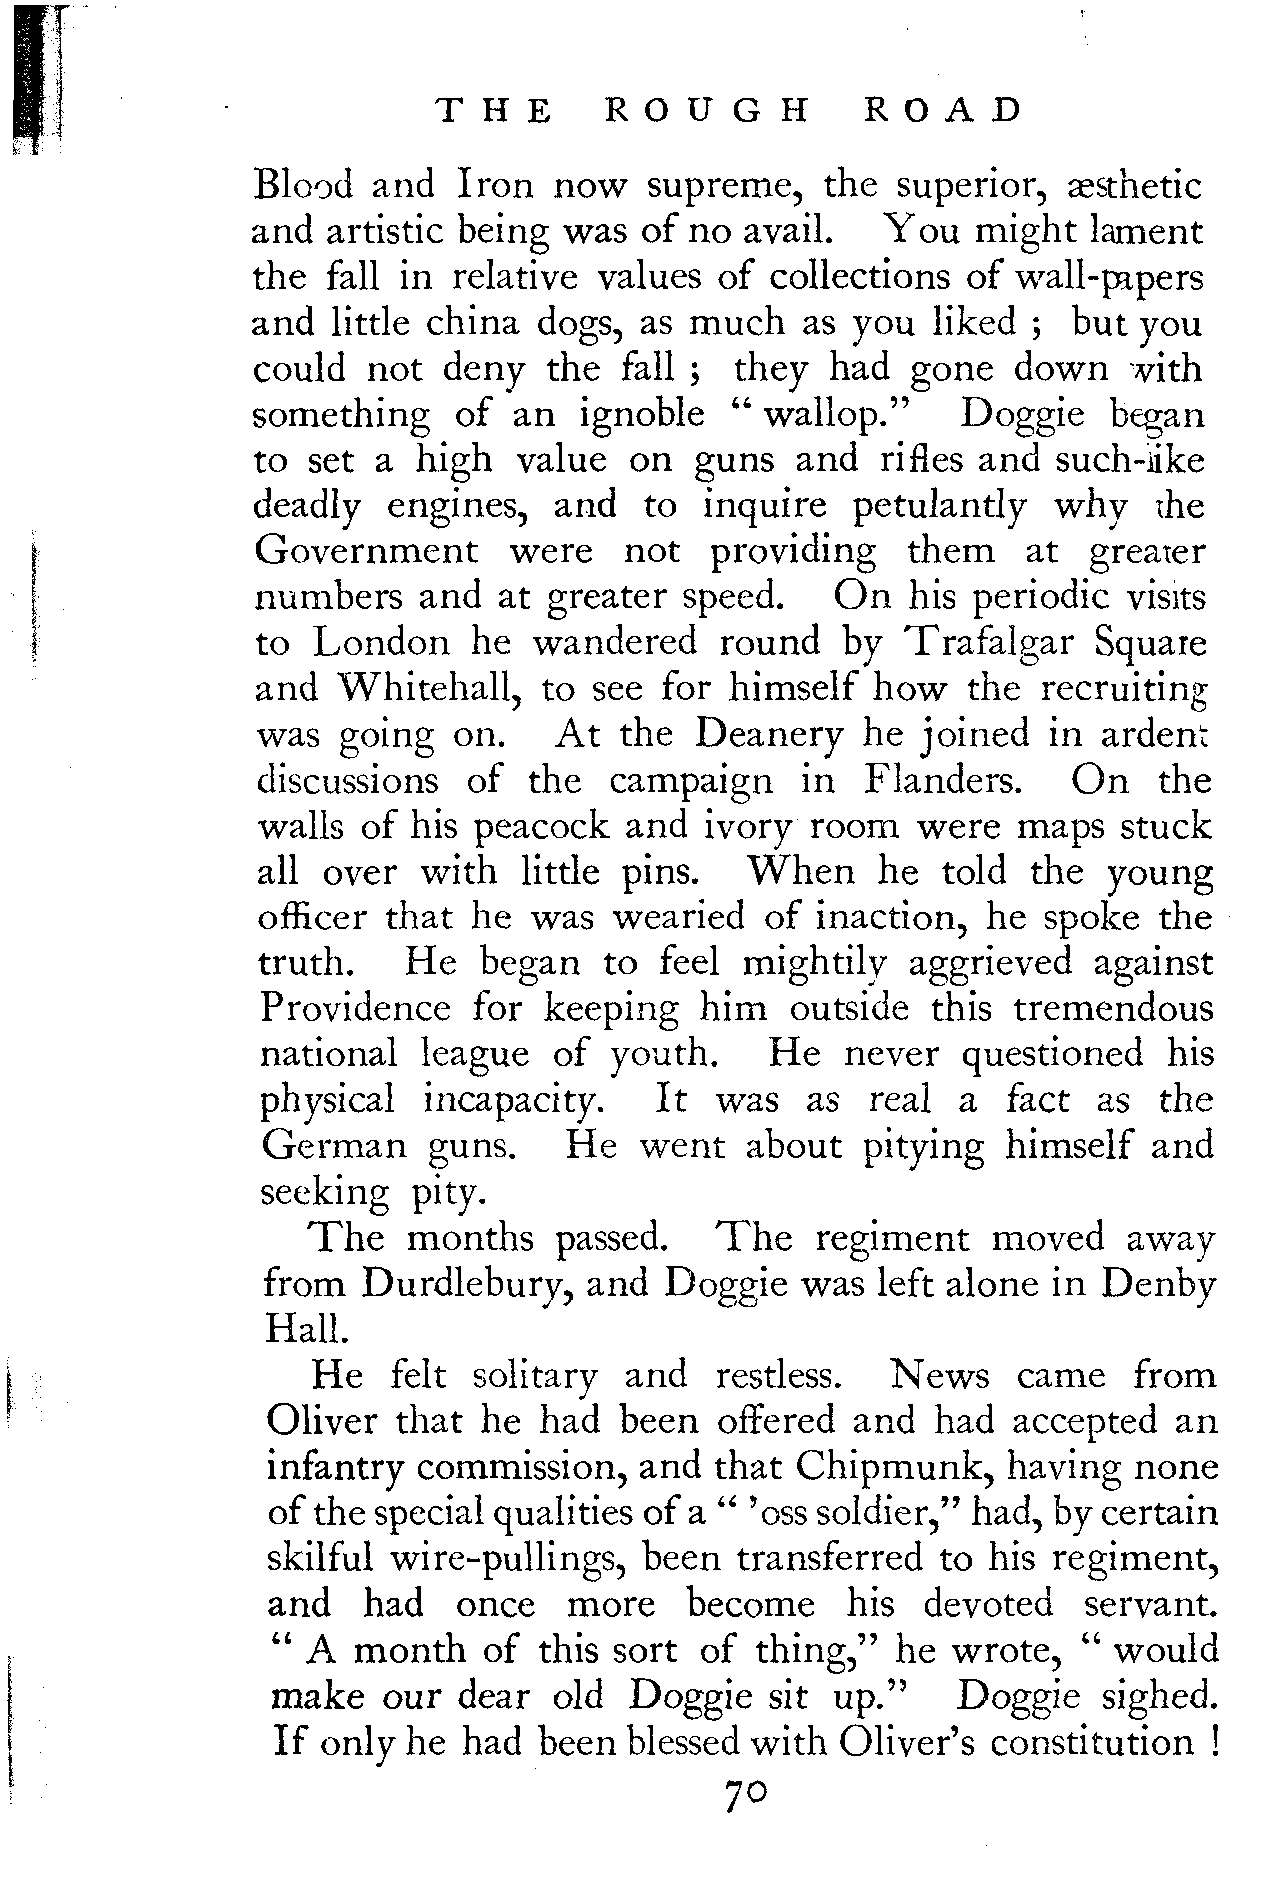 THE ROUGH ROAD
Blood and Iron now supreme, the superior, æsthetic
and artistic being was of no avail. You might lament
the fall in relative values of collections of wall-papers
and little china dogs, as much as you liked ; but you
could not deny the fall ; they had gone down with
something of an ignoble “ wallop.” Doggie began
to set a high value on guns and rifles and such-like
deadly engines, and to inquire petulantly why the
Government were not providing them at greater
numbers and at greater speed. On his periodic visits
to London he wandered round by Trafalgar Square
and Whitehall, to see for himself how the recruiting
was going on. At the Deanery he joined in ardent
discussions of the campaign in Flanders. On the
walls of his peacock and ivory room were maps stuck
all over with little pins. When he told the young
officer that he was wearied of inaction, he spoke the
truth. He began to feel mightily aggrieved against
Providence for keeping him outside this tremendous
national league of youth. He never questioned his
physical incapacity. It was as real a fact as the
German guns. He went about pitying himself and
seeking pity.
The months passed. The regiment moved away
from Durdlebury, and Doggie was left alone in Denby
Hall.
He felt solitary and restless. News came from
Oliver that he had been offered and had accepted an
infantry commission, and that Chipmunk, having none
of the special qualities of a “ ’oss soldier,” had, by certain
skilful wire-pullings, been transferred to his regiment,
and had once more become his devoted servant.
“ A month of this sort of thing,” he wrote, “ would
make our dear old Doggie sit up.” Doggie sighed.
If only he had been blessed with Oliver’s constitution !
70